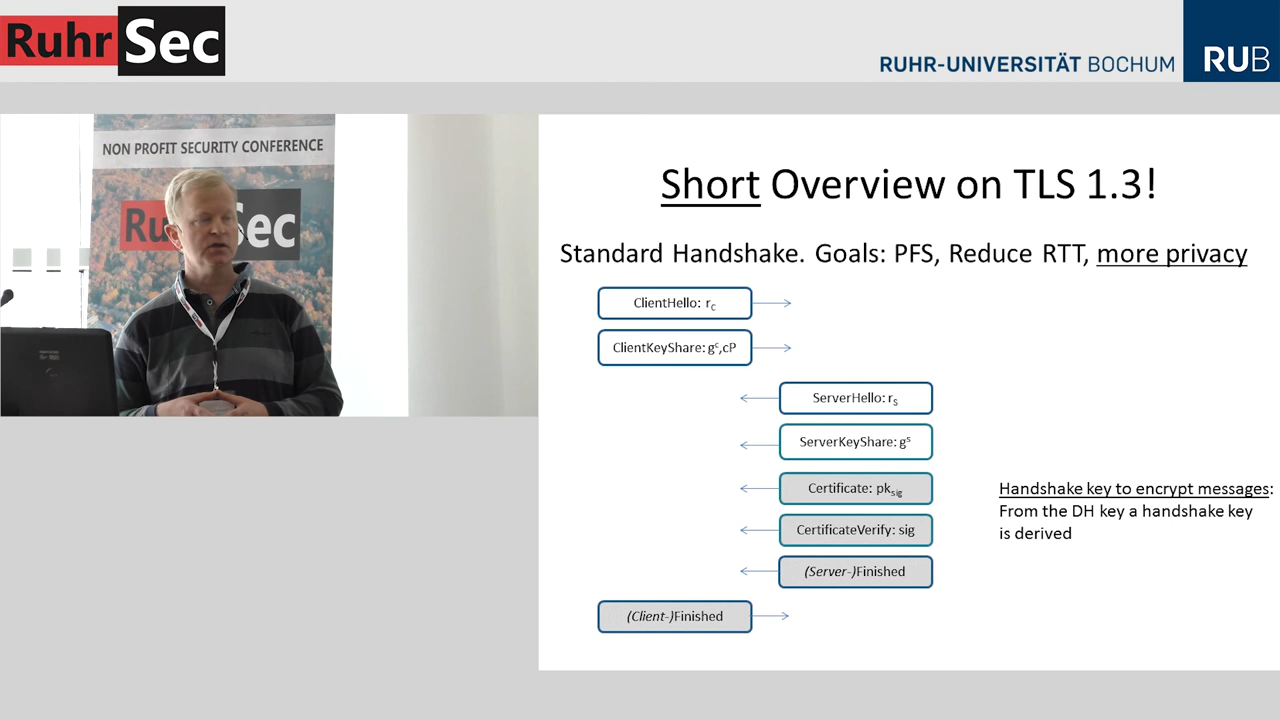 RuhrSec
RUHR-UNIVERSITÄT BOCHUM
RUB
NON PROFIT SECURITY CONFERENCE
Ru Sec
Short Overview on TLS 1.3!
Standard Handshake. Goals: PFS, Reduce RTT, more privacy
ClientHello: r_C
ClientKeyShare: g^c,cP
ServerHello: r_S
ServerKeyShare: g^s
Certificate: pk_sig
CertificateVerify: sig
(Server-)Finished
(Client-)Finished
Handshake key to encrypt messages:
From the DH key a handshake key
is derived